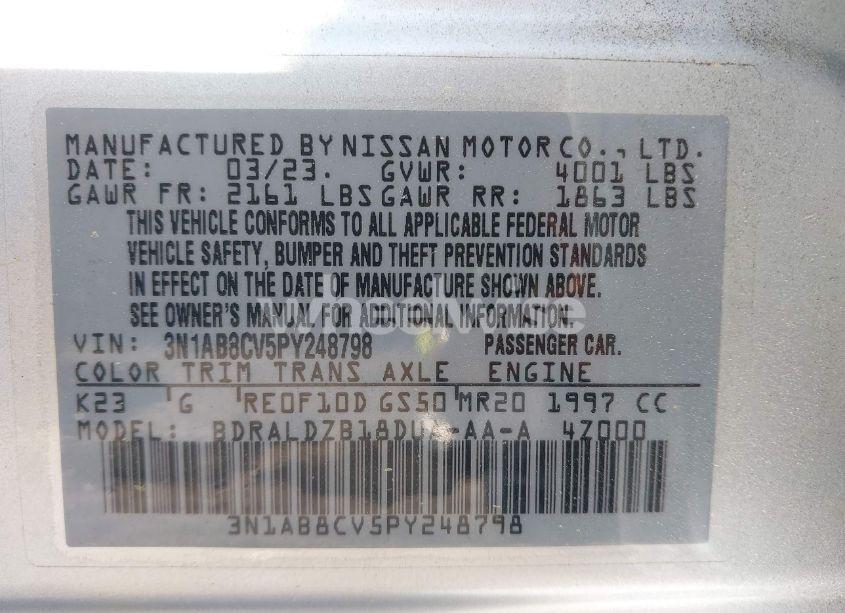 MANUFACTURED BY NISSAN MOTOR CO., LTD.
DATE: 03/23. GVWR: 4001 LBS
GAWR FR: 2161 LBS GAWR RR: 1863 LBS
THIS VEHICLE CONFORMS TO ALL APPLICABLE FEDERAL MOTOR
VEHICLE SAFETY, BUMPER AND THEFT PREVENTION STANDARDS
IN EFFECT ON THE DATE OF MANUFACTURE SHOWN ABOVE.
SEE OWNER'S MANUAL FOR ADDITIONAL INFORMATION.
VIN: 3N1AB8CV5PY248798 PASSENGER CAR.
COLOR TRIM TRANS AXLE ENGINE
K23 G RE0F10D GS50 MR20 1997 CC
MODEL: 4Z000
3N1AB8CV5PY248798